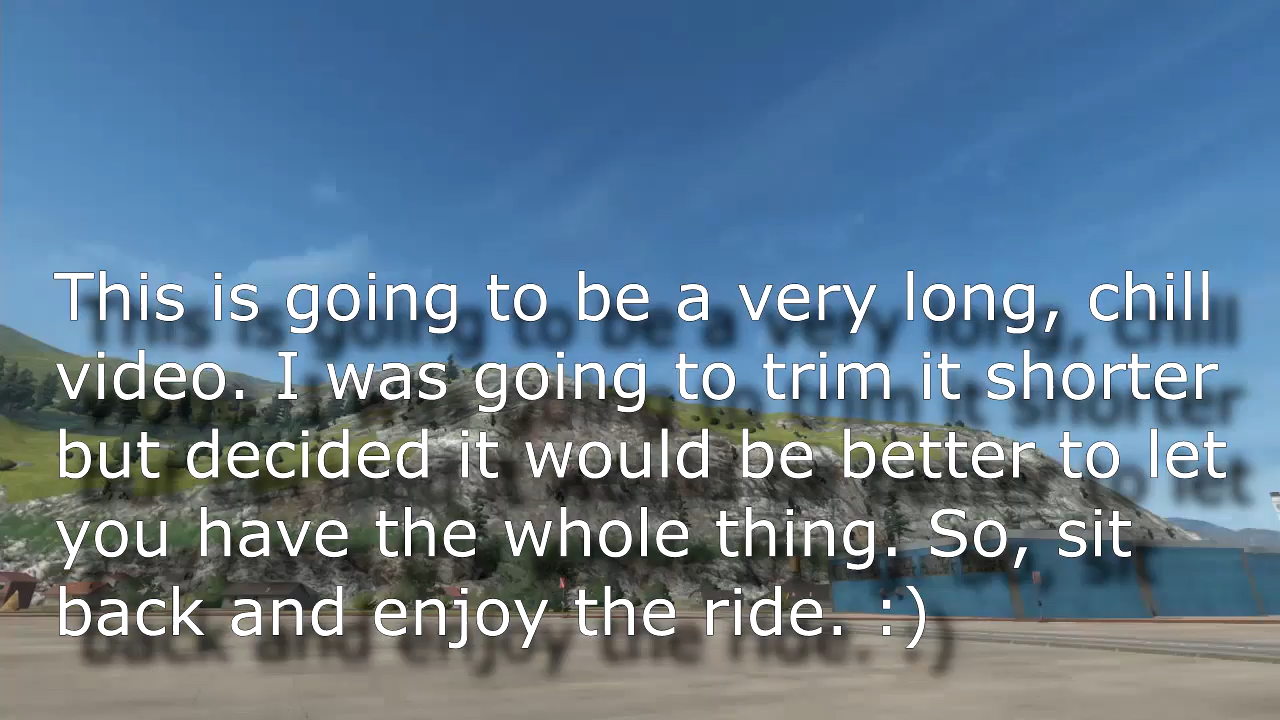 This is going to be a very long, chill
video. I was going to trim it shorter
but decided it would be better to let
you have the whole thing. So, sit
back and enjoy the ride. :)